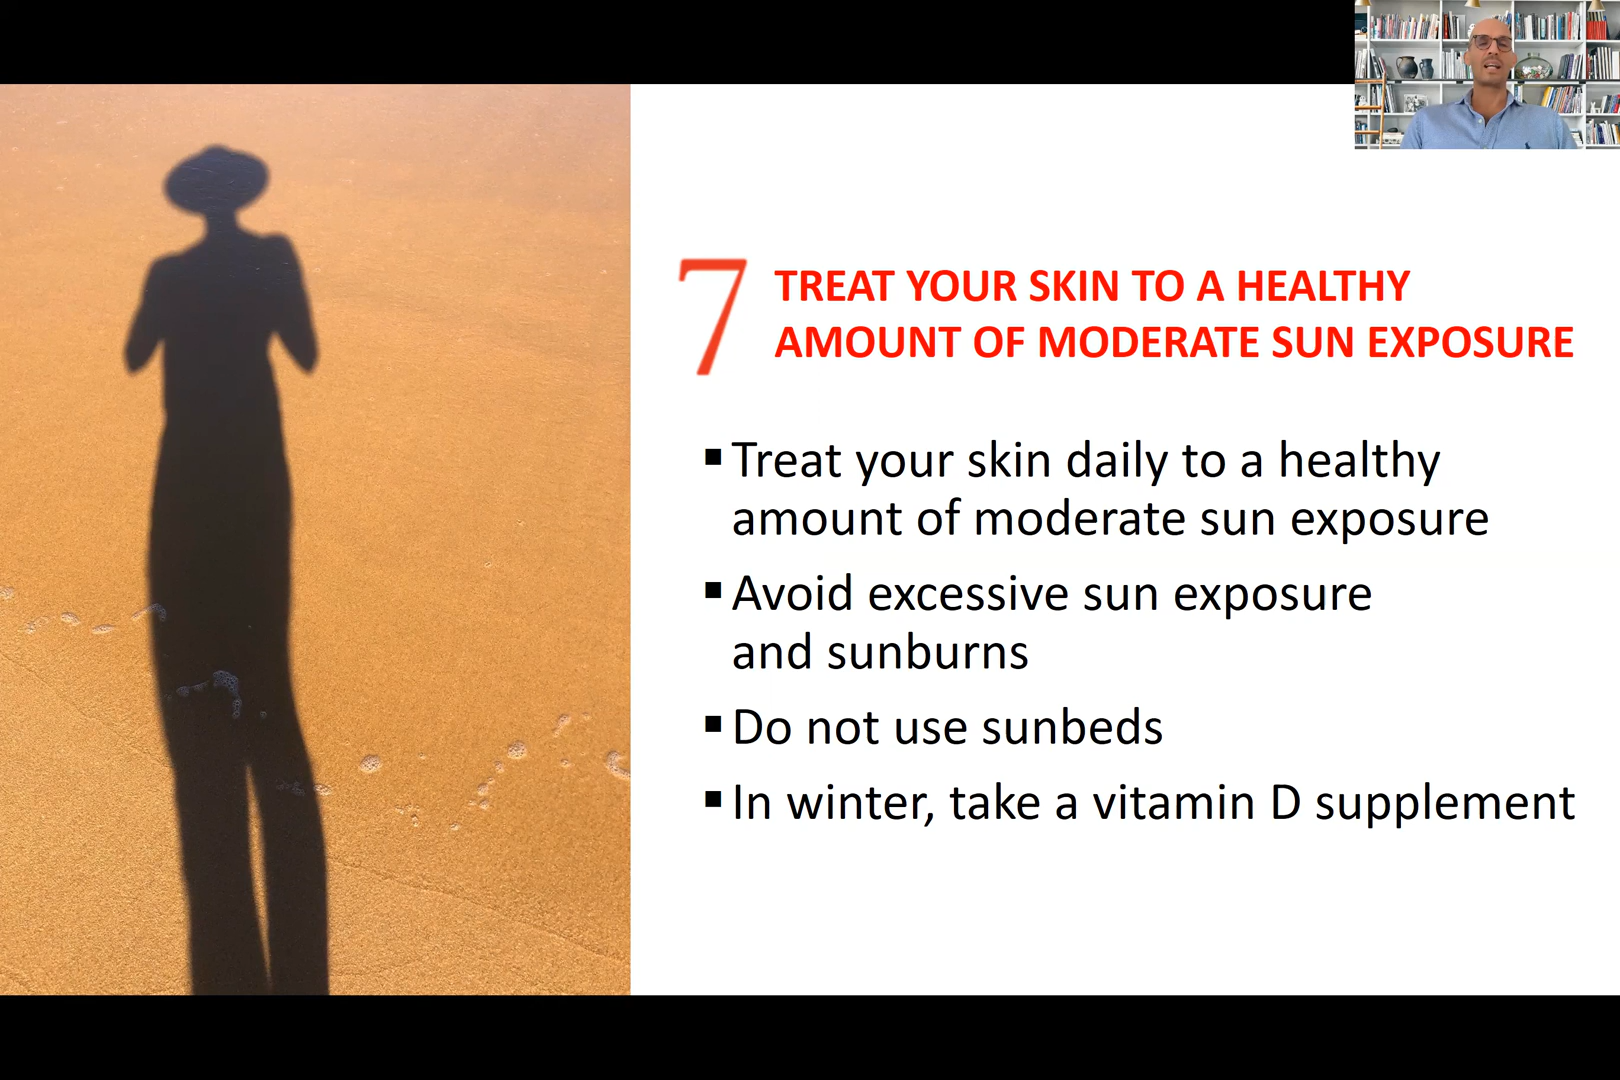 7
TREAT YOUR SKIN TO A HEALTHY
AMOUNT OF MODERATE SUN EXPOSURE
▪ Treat your skin daily to a healthy
amount of moderate sun exposure
▪ Avoid excessive sun exposure
and sunburns
▪ Do not use sunbeds
▪ In winter, take a vitamin D supplement